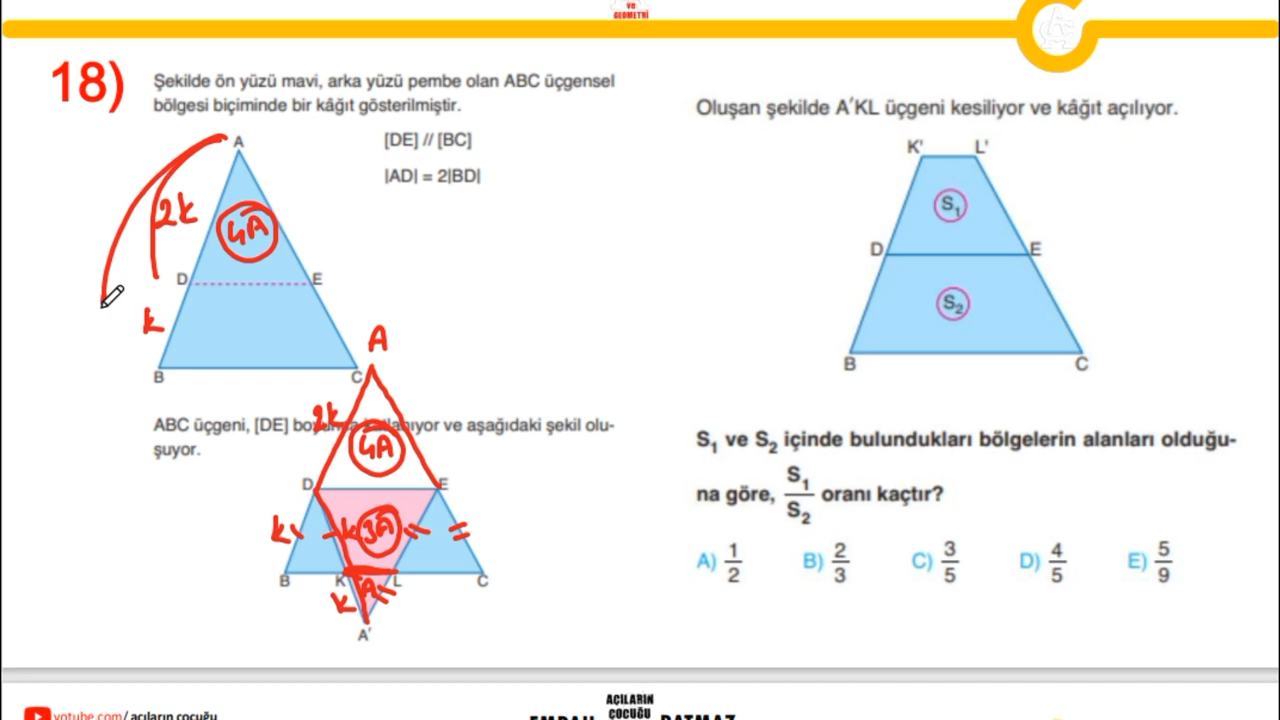 ve
GEOMETRİ
18)
Şekilde ön yüzü mavi, arka yüzü pembe olan ABC üçgensel
bölgesi biçiminde bir kâğıt gösterilmiştir.
A
[DE] // [BC]
|AD| = 2|BD|
2k
4A
D
E
k
B
C
A
ABC üçgeni, [DE] katlanıyor ve aşağıdaki şekil olu-
şuyor.
2k
4A
D
E
k
k
3A
B
K
L
C
k
A
A'
Oluşan şekilde A'KL üçgeni kesiliyor ve kâğıt açılıyor.
K'
L'
S₁
D
E
S₂
B
C
S₁ ve S₂ içinde bulundukları bölgelerin alanları olduğu-
na göre, S₁/S₂ oranı kaçtır?
A) 1/2 B) 2/3 C) 3/5 D) 4/5 E) 5/9
youtube.com/ açıların çocuğu
AÇILARIN
ÇOCUĞU